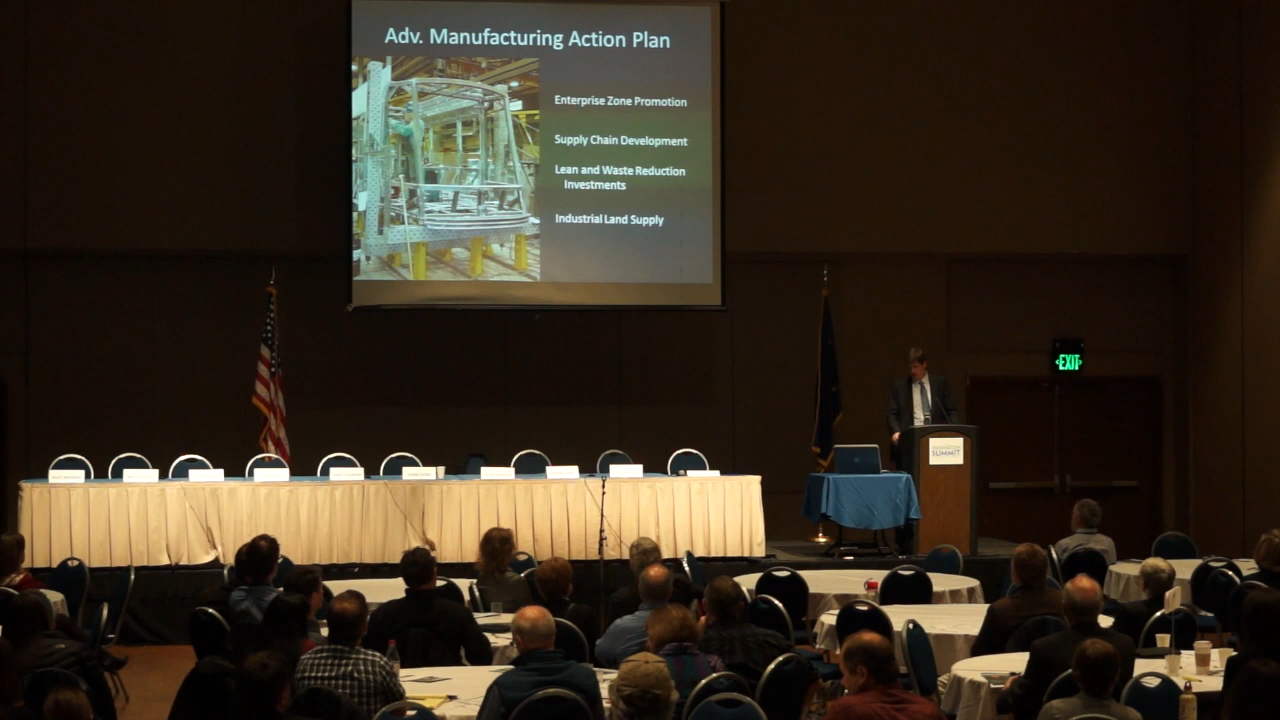 Adv. Manufacturing Action Plan
Enterprise Zone Promotion
Supply Chain Development
Lean and Waste Reduction
Investments
Industrial Land Supply
EXIT
SUMMIT